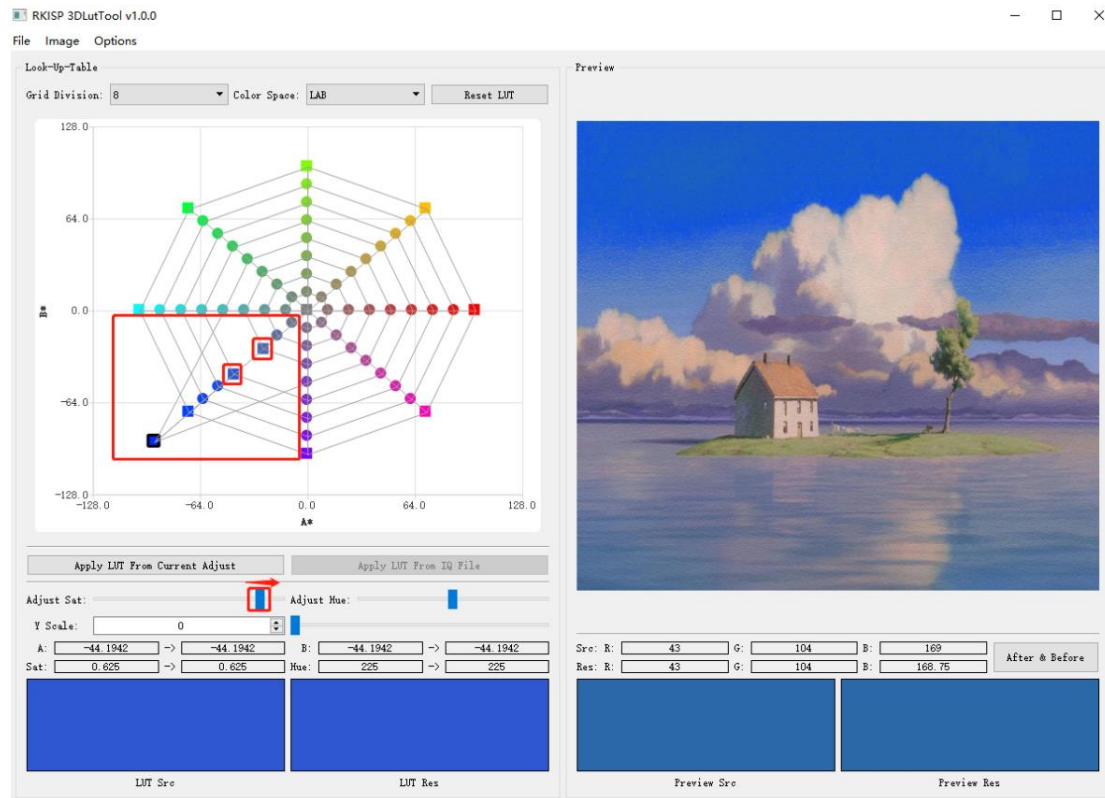 RKISP 3DLutTool v1.0.0
File Image Options
Look-Up-Table
Grid Division: 8 Color Space: LAB Reset LUT
128.0
64.0
0.0
-64.0
-128.0
B*
-128.0 -64.0 0.0 64.0 128.0
A*
Apply LUT From Current Adjust Apply LUT From IQ File
Adjust Sat: Adjust Hue:
Y Scale: 0
A: -44.1942 -> -44.1942 B: -44.1942 -> -44.1942
Sat: 0.625 -> 0.625 Hue: 225 -> 225
LUT Src LUT Res
Preview
Src: R: 43 G: 104 B: 169
Res: R: 43 G: 104 B: 168.75
After & Before
Preview Src Preview Res